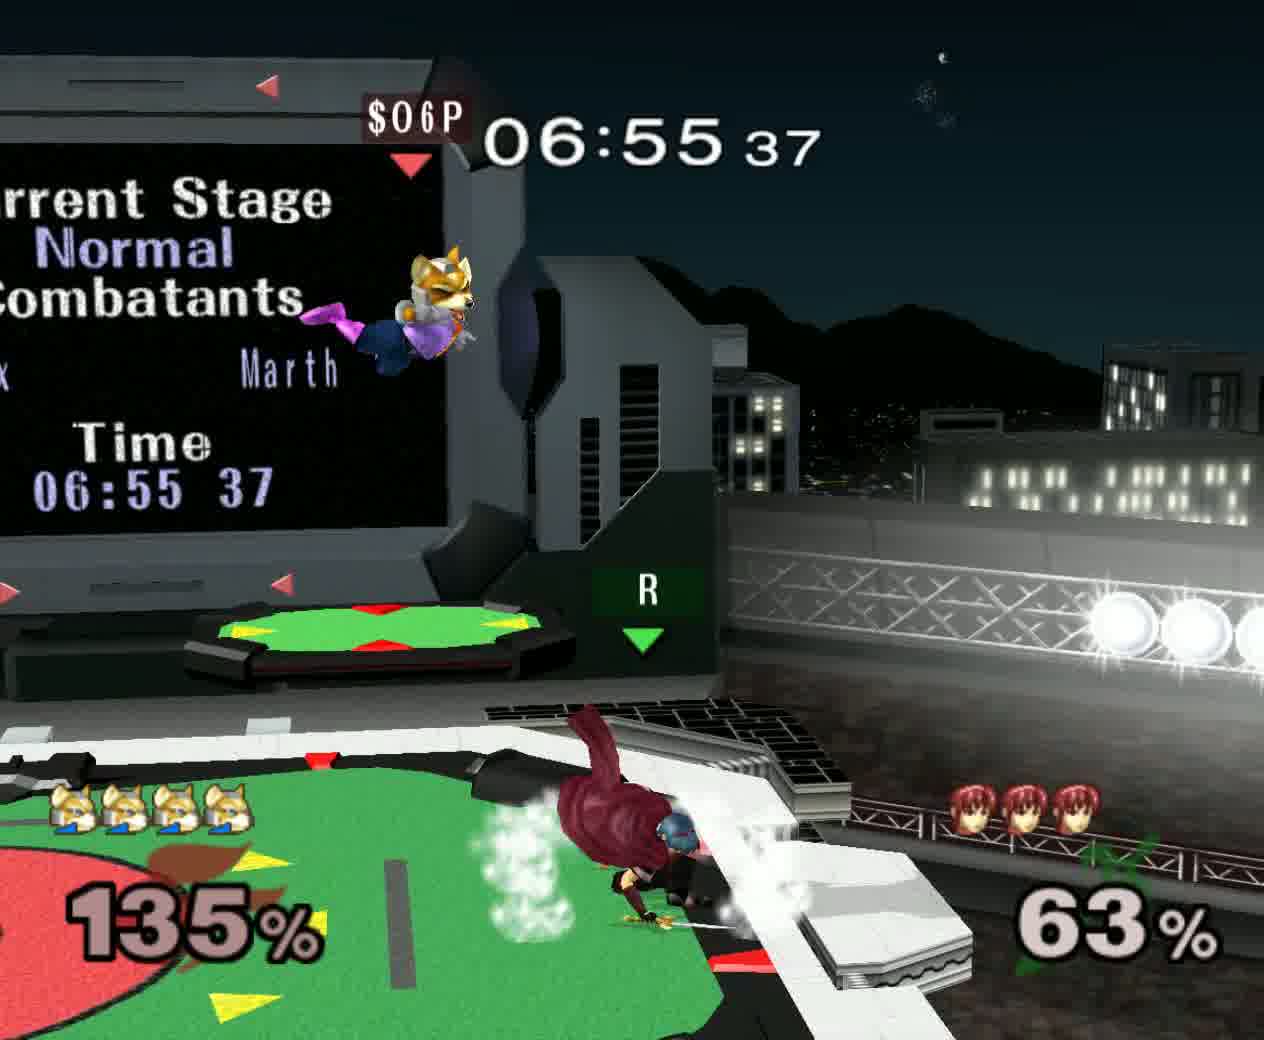 $06P
06:55 37
rrent Stage
Normal
Combatants
x Marth
Time
06:55 37
R
135%
63%